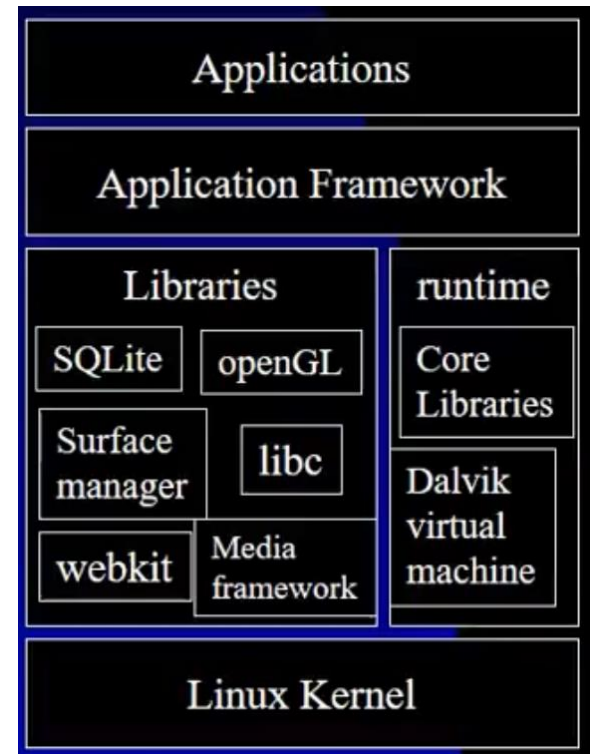 Applications
Application Framework
Libraries
SQLite
openGL
Surface
manager
libc
webkit
Media
framework
runtime
Core
Libraries
Dalvik
virtual
machine
Linux Kernel